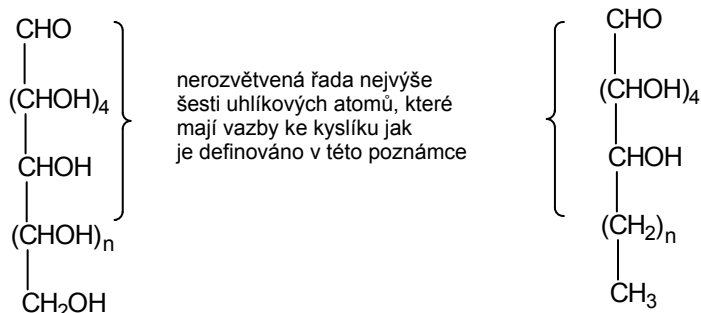 CHO
(CHOH)4
CHOH
(CHOH)n
CH2OH
nerozvětvená řada nejvýše
šesti uhlíkových atomů, které
mají vazby ke kyslíku jak
je definováno v této poznámce
CHO
(CHOH)4
CHOH
(CH2)n
CH3